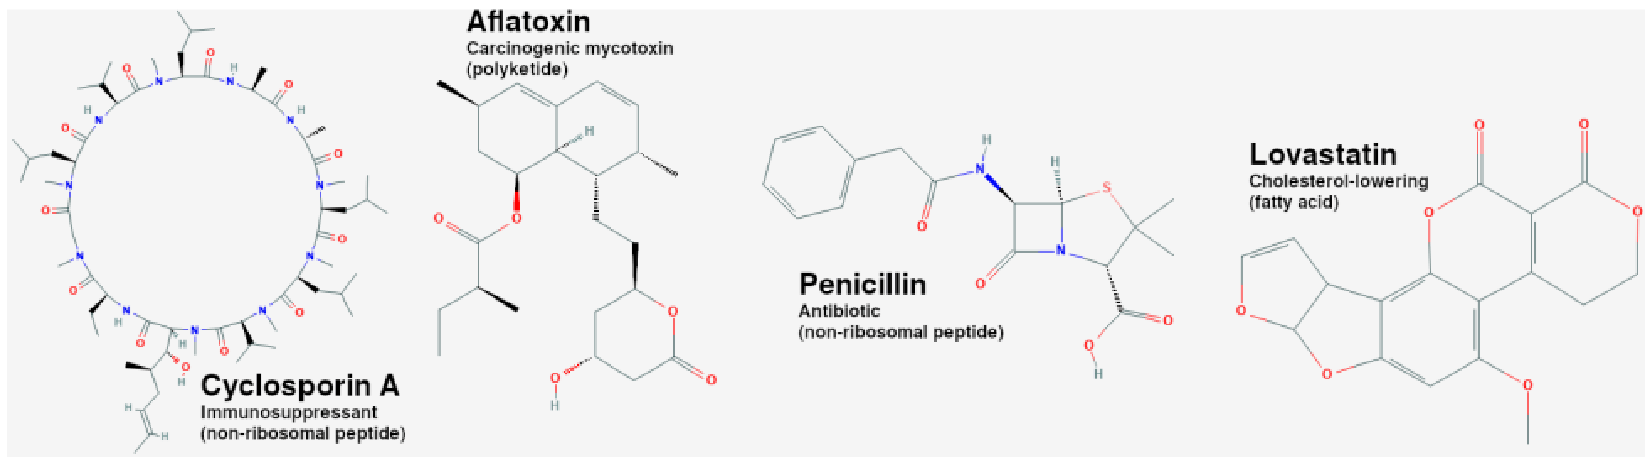 Aflatoxin
Carcinogenic mycotoxin
(polyketide)
Lovastatin
Cholesterol-lowering
(fatty acid)
Penicillin
Antibiotic
(non-ribosomal peptide)
Cyclosporin A
Immunosuppressant
(non-ribosomal peptide)